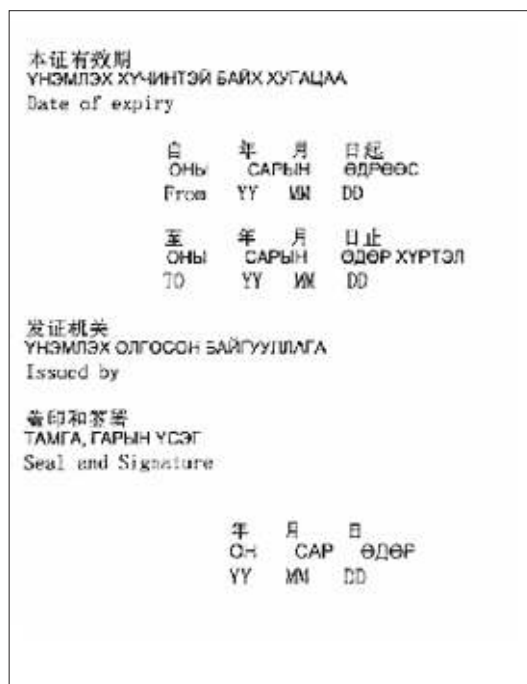 本证有效期
ҮНЭМЛЭХ ХҮЧИНТЭЙ БАЙХ ХУГАЦАА
Date of expiry
自 年 月 日起
ОНЫ САРЫН ӨДРӨӨС
From YY MM DD
至 年 月 日止
ОНЫ САРЫН ӨДӨР ХҮРТЭЛ
TO YY MM DD
发证机关
ҮНЭМЛЭХ ОЛГОСОН БАЙГУУЛЛАГА
Issued by
盖印和签署
ТАМГА, ГАРЫН ҮСЭГ
Seal and Signature
年 月 日
ОН САР ӨДӨР
YY MM DD